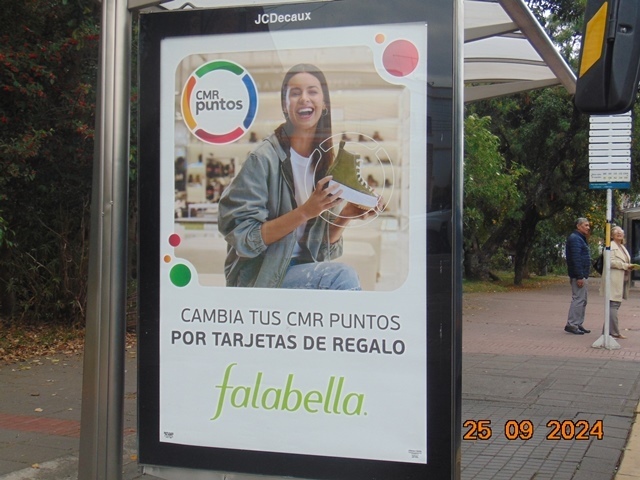 JCDecaux
CMR
puntos
CAMBIA TUS CMR PUNTOS
POR TARJETAS DE REGALO
falabella.
25 09 2024